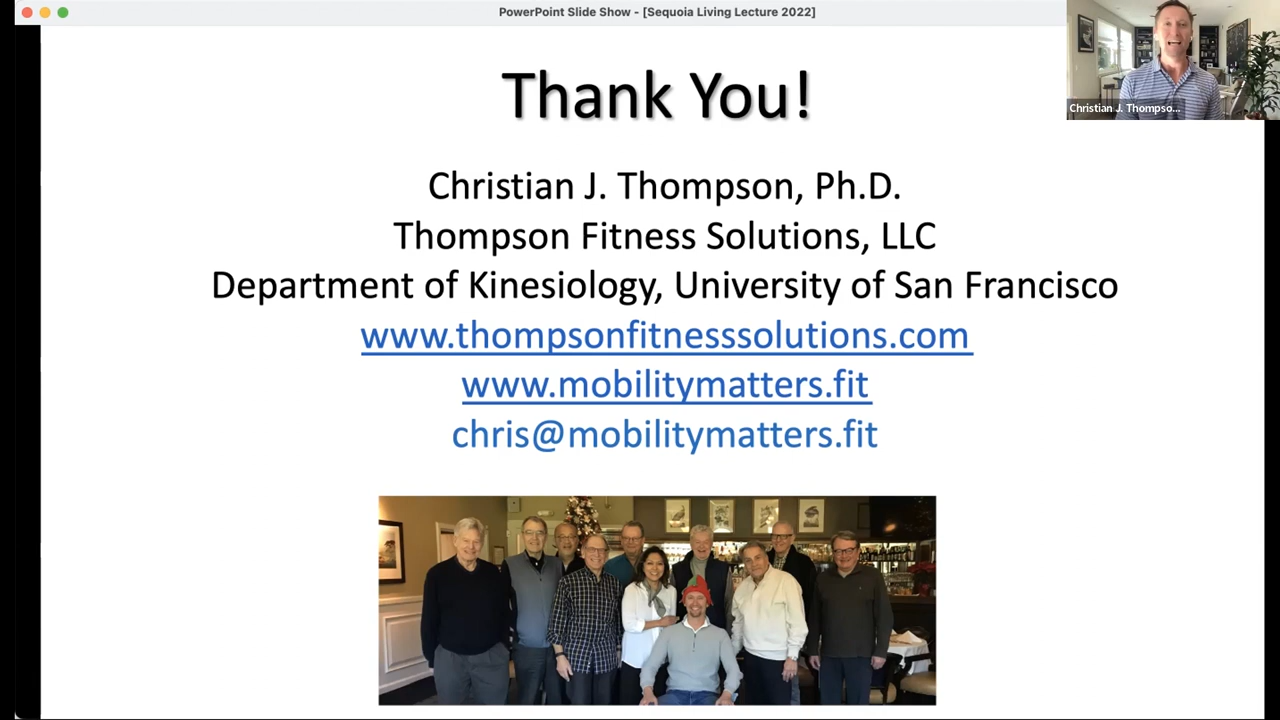 PowerPoint Slide Show - [Sequoia Living Lecture 2022]
Christian J. Thompso...
Thank You!
Christian J. Thompson, Ph.D.
Thompson Fitness Solutions, LLC
Department of Kinesiology, University of San Francisco
www.thompsonfitnesssolutions.com
www.mobilitymatters.fit
chris@mobilitymatters.fit